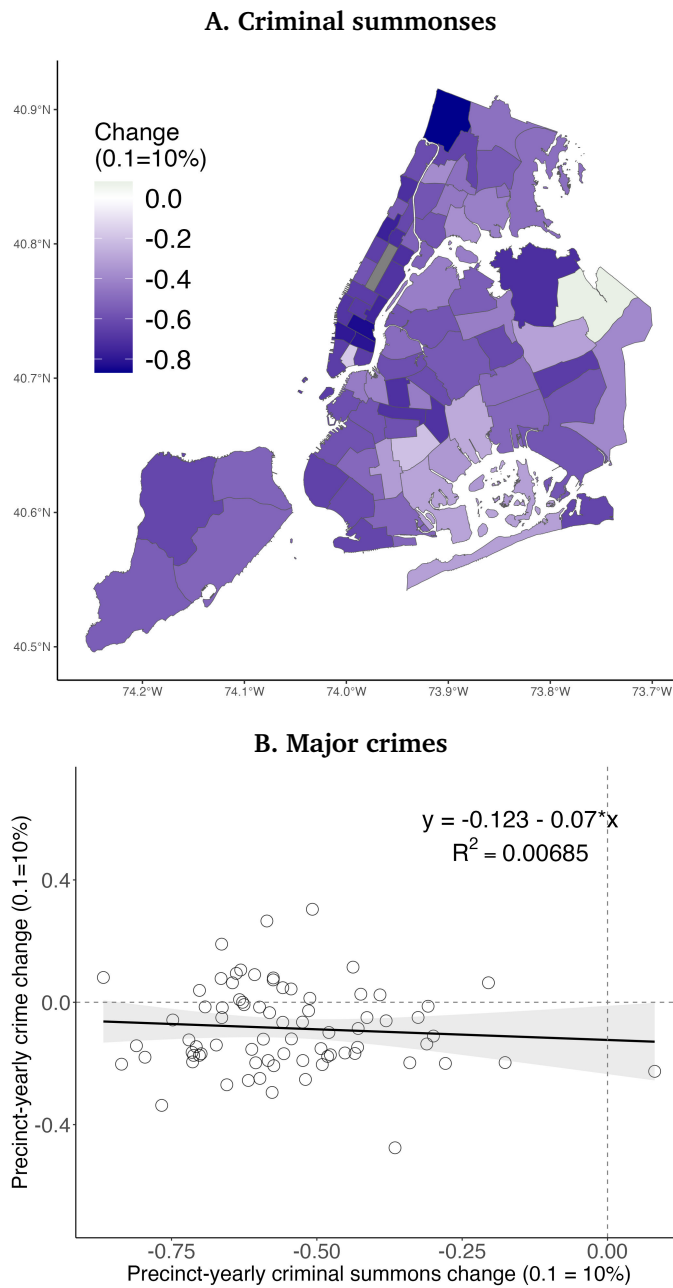 A. Criminal summonses
Change
(0.1=10%)
0.0
-0.2
-0.4
-0.6
-0.8
40.9°N
40.8°N
40.7°N
40.6°N
40.5°N
74.2°W 74.1°W 74.0°W 73.9°W 73.8°W 73.7°W
B. Major crimes
y = -0.123 - 0.07*x
R² = 0.00685
Precinct-yearly crime change (0.1=10%)
0.4
0.0
-0.4
-0.75 -0.50 -0.25 0.00
Precinct-yearly criminal summons change (0.1 = 10%)